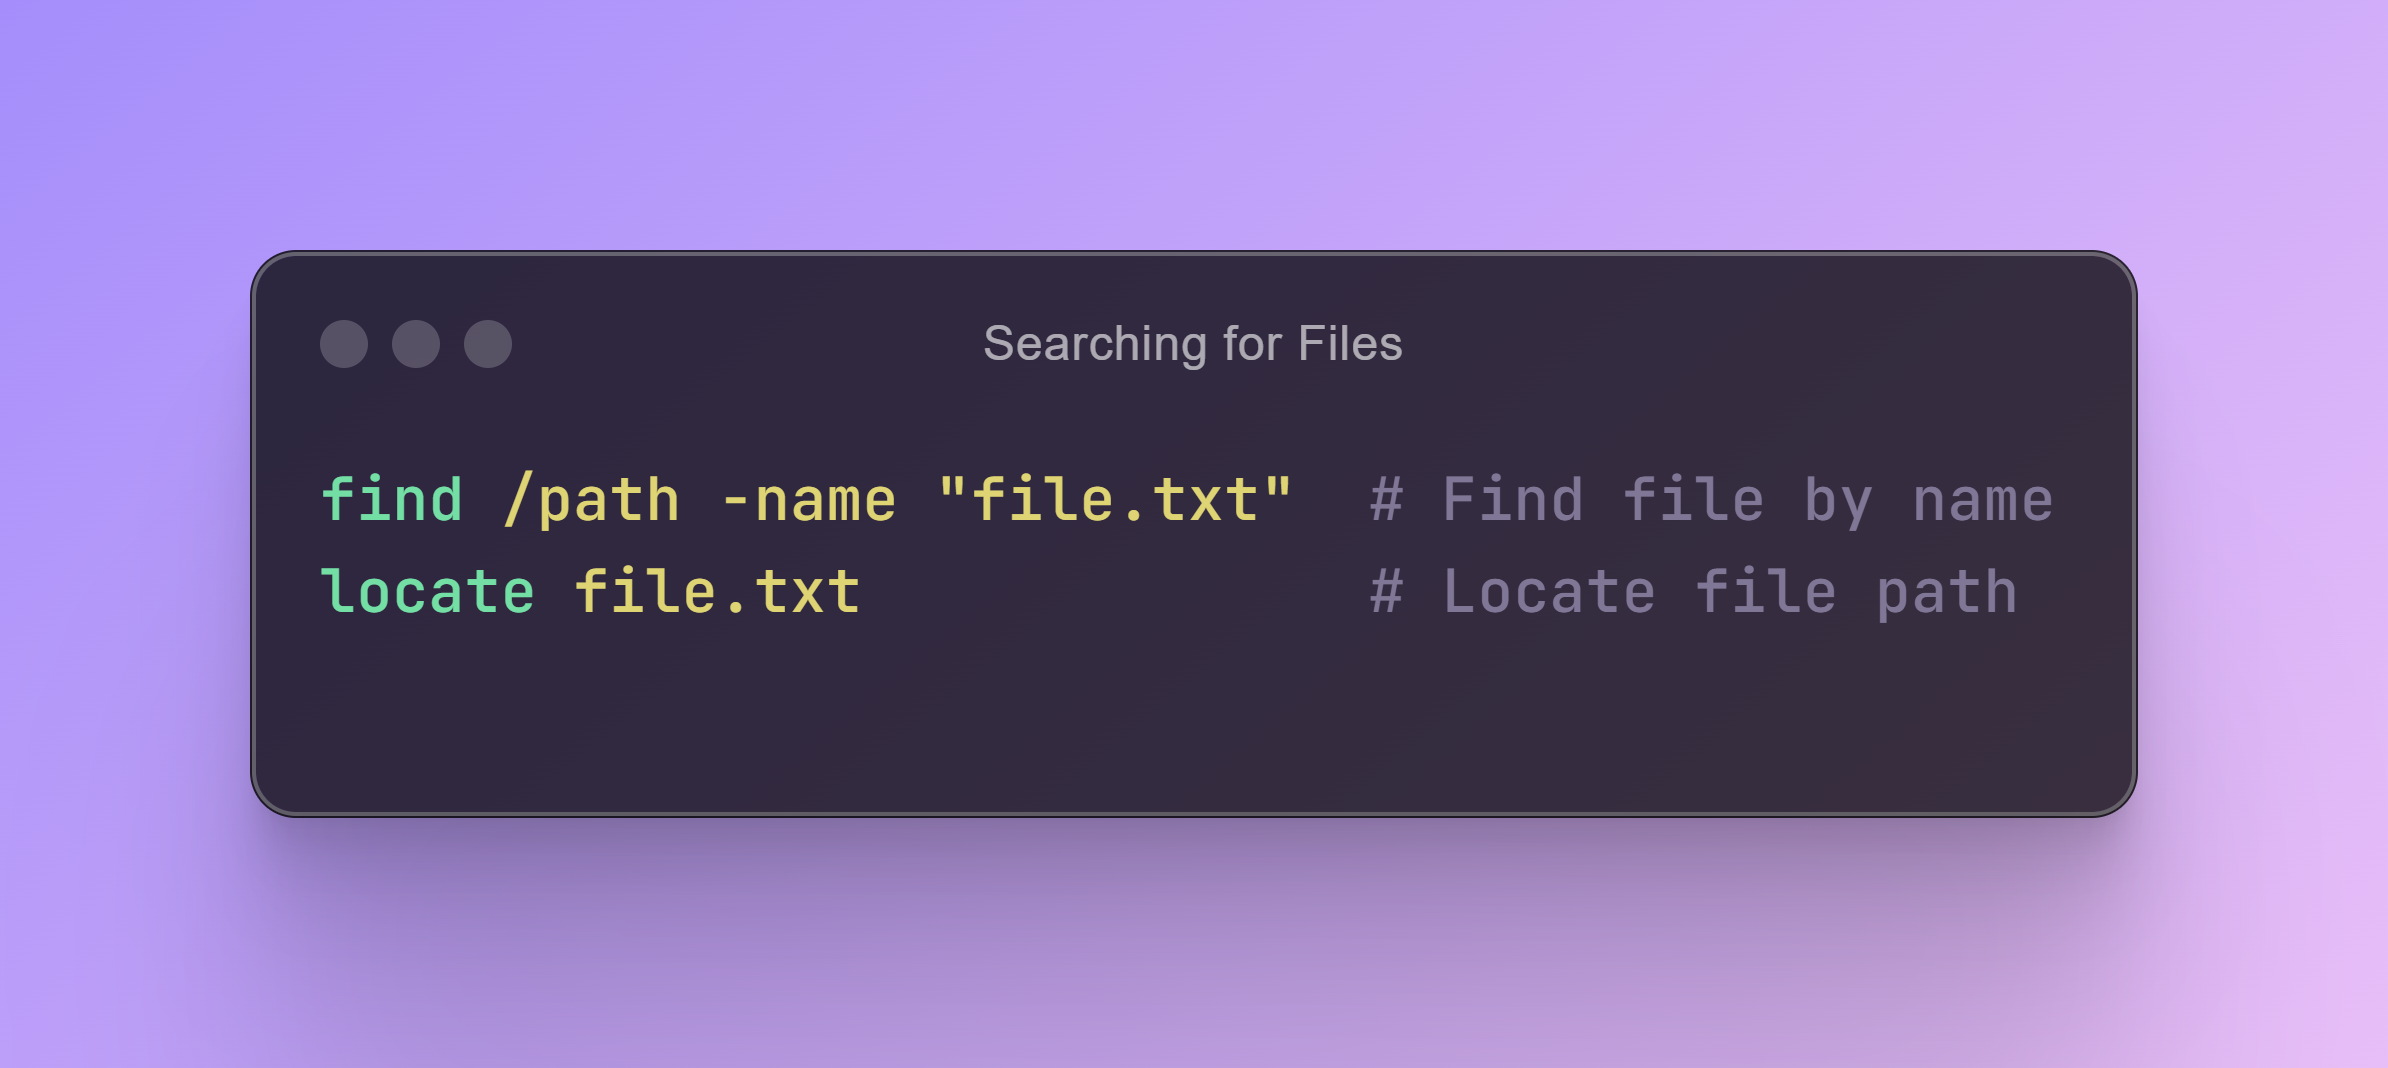 Searching for Files
find /path -name "file.txt"  # Find file by name
locate file.txt              # Locate file path